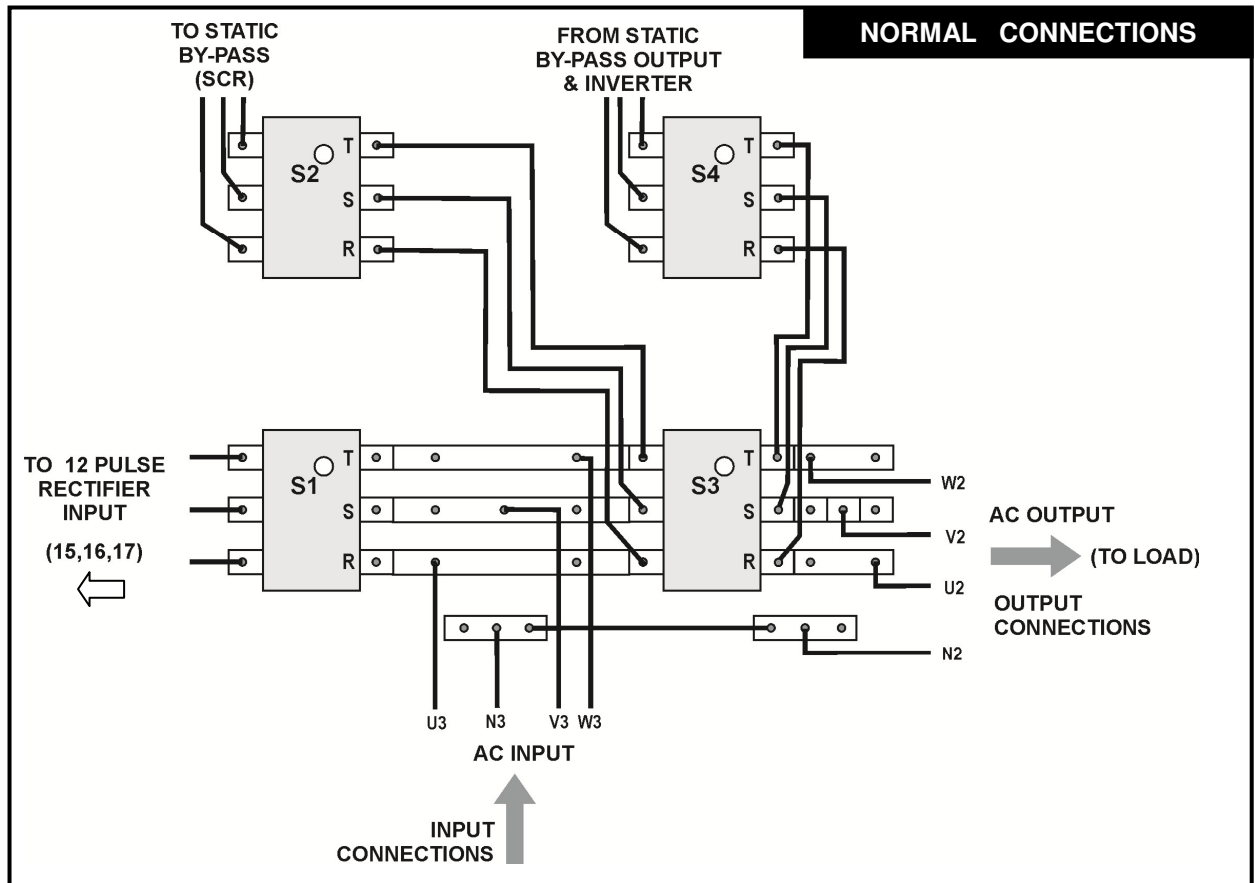 NORMAL CONNECTIONS
TO STATIC
BY-PASS
(SCR)
FROM STATIC
BY-PASS OUTPUT
& INVERTER
T
S2
S
R
T
S4
S
R
TO 12 PULSE
RECTIFIER
INPUT
(15,16,17)
T
S1
S
R
T
S3
S
R
W2
V2
U2
N2
AC OUTPUT
(TO LOAD)
OUTPUT
CONNECTIONS
U3
N3
V3
W3
AC INPUT
INPUT
CONNECTIONS